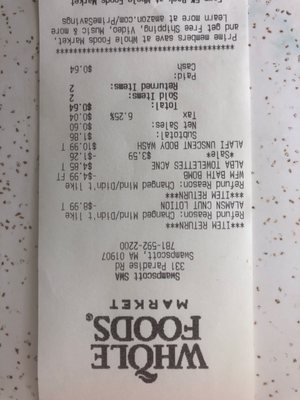 WHOLE
FOODS®
MARKET
Swampscott SWA
331 Paradise Rd
Swampscott, MA, 01907
781-592-2200
***ITEM RETURN***
Refund Reason: Changed Mind/Didn't like
ALAMSN CNUT LOTION -$8.99 T
***ITEM RETURN***
Refund Reason: Changed Mind/Didn't like
WFM BATH BOMB -$4.99 FT
ALBA TOWELETTES $4.85 T
*Sale* $3.59 -$1.26
ALAFI UNSCENT BODY WASH $10.99 T
Subtotal: $1.86
Net Sales: $0.60
Tax 6.25% $0.04
Total: $0.64
Sold Items: 2
Returned Items: 2
Paid:
Cash $0.64
*********************************
Prime members save at Whole Foods Market
and get Free Shipping, Video, Music & more
Learn more at amazon.com/PrimeSavings